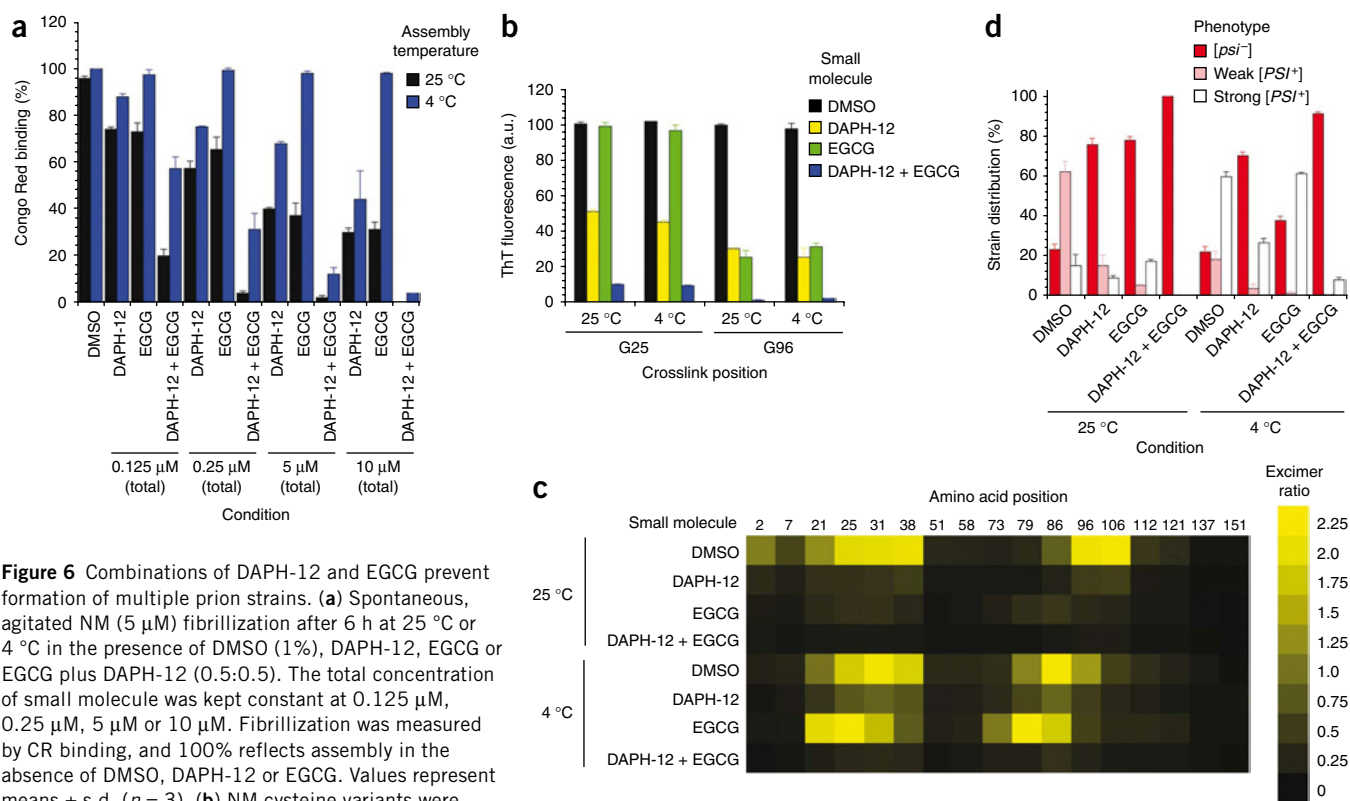 a
Congo Red binding (%)
120
100
80
60
40
20
0
Assembly
temperature
25 °C
4 °C
DMSO
DAPH-12
EGCG
DAPH-12 + EGCG
DAPH-12
EGCG
DAPH-12 + EGCG
DAPH-12
EGCG
DAPH-12 + EGCG
DAPH-12
EGCG
DAPH-12 + EGCG
0.125 μM
(total)
0.25 μM
(total)
5 μM
(total)
10 μM
(total)
Condition
b
ThT fluorescence (a.u.)
120
100
80
60
40
20
0
Small
molecule
DMSO
DAPH-12
EGCG
DAPH-12 + EGCG
25 °C
4 °C
25 °C
4 °C
G25
G96
Crosslink position
d
Phenotype
[psi–]
Weak [PSI+]
Strong [PSI+]
Strain distribution (%)
100
80
60
40
20
0
DMSO
DAPH-12
EGCG
DAPH-12 + EGCG
DMSO
DAPH-12
EGCG
DAPH-12 + EGCG
25 °C
4 °C
Condition
c
Amino acid position
Small molecule 2 7 21 25 31 38 51 58 73 79 86 96 106 112 121 137 151
25 °C
DMSO
DAPH-12
EGCG
DAPH-12 + EGCG
4 °C
DMSO
DAPH-12
EGCG
DAPH-12 + EGCG
Excimer
ratio
2.25
2.0
1.75
1.5
1.25
1.0
0.75
0.5
0.25
0
Figure 6 Combinations of DAPH-12 and EGCG prevent
formation of multiple prion strains. (a) Spontaneous,
agitated NM (5 μM) fibrillization after 6 h at 25 °C or
4 °C in the presence of DMSO (1%), DAPH-12, EGCG or
EGCG plus DAPH-12 (0.5:0.5). The total concentration
of small molecule was kept constant at 0.125 μM,
0.25 μM, 5 μM or 10 μM. Fibrillization was measured
by CR binding, and 100% reflects assembly in the
absence of DMSO, DAPH-12 or EGCG. Values represent
means + s.d. (n = 3). (b) NM cysteine variants were